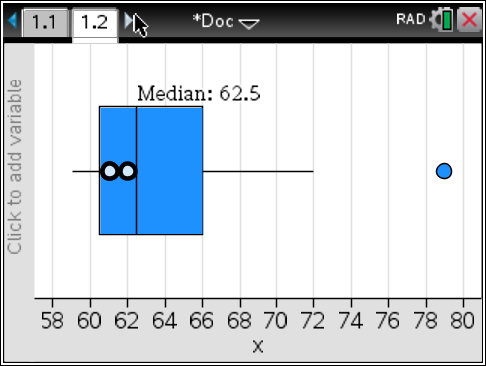 1.1 1.2 *Doc RAD
Median: 62.5
Click to add variable
58 60 62 64 66 68 70 72 74 76 78 80
x